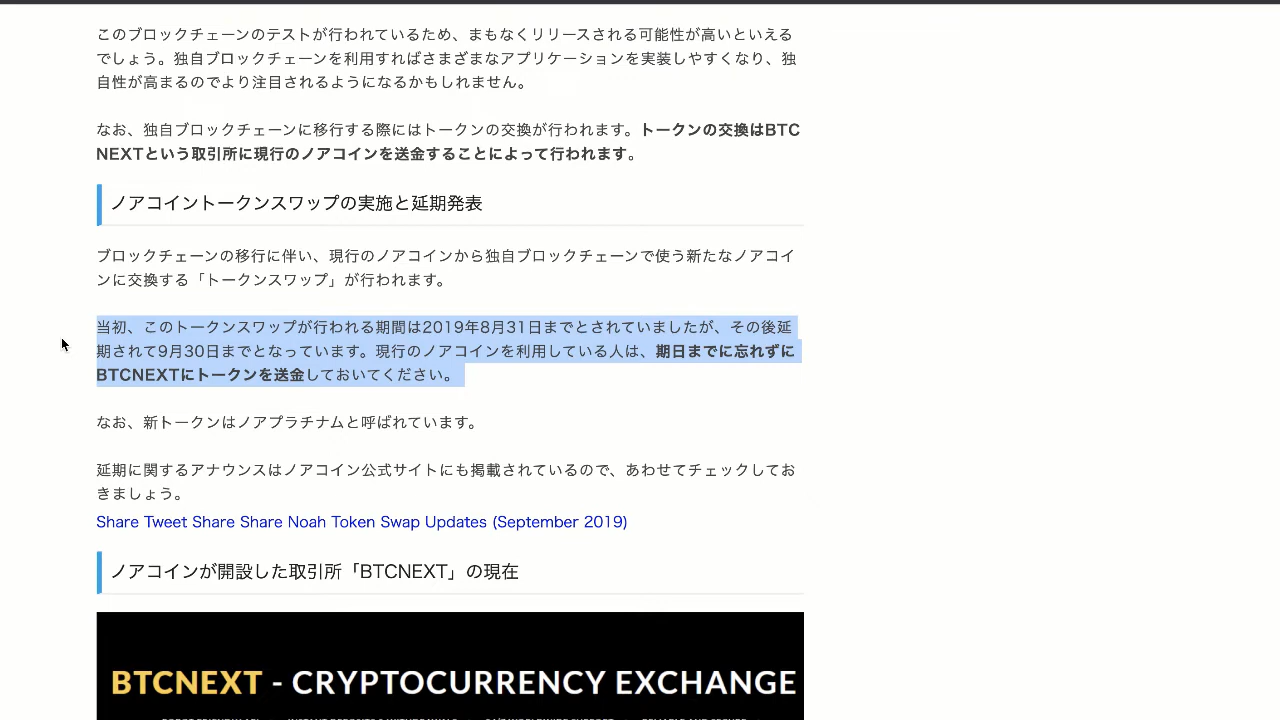 このブロックチェーンのテストが行われているため、まもなくリリースされる可能性が高いといえる
でしょう。独自ブロックチェーンを利用すればさまざまなアプリケーションを実装しやすくなり、独
自性が高まるのでより注目されるようになるかもしれません。
なお、独自ブロックチェーンに移行する際にはトークンの交換が行われます。トークンの交換はBTC
NEXTという取引所に現行のノアコインを送金することによって行われます。
ノアコイントークンスワップの実施と延期発表
ブロックチェーンの移行に伴い、現行のノアコインから独自ブロックチェーンで使う新たなノアコイ
ンに交換する「トークンスワップ」が行われます。
当初、このトークンスワップが行われる期間は2019年8月31日までとされていましたが、その後延
期されて9月30日までとなっています。現行のノアコインを利用している人は、期日までに忘れずに
BTCNEXTにトークンを送金しておいてください。
なお、新トークンはノアプラチナムと呼ばれています。
延期に関するアナウンスはノアコイン公式サイトにも掲載されているので、あわせてチェックしてお
きましょう。
Share Tweet Share Share Noah Token Swap Updates (September 2019)
ノアコインが開設した取引所「BTCNEXT」の現在
BTCNEXT - CRYPTOCURRENCY EXCHANGE